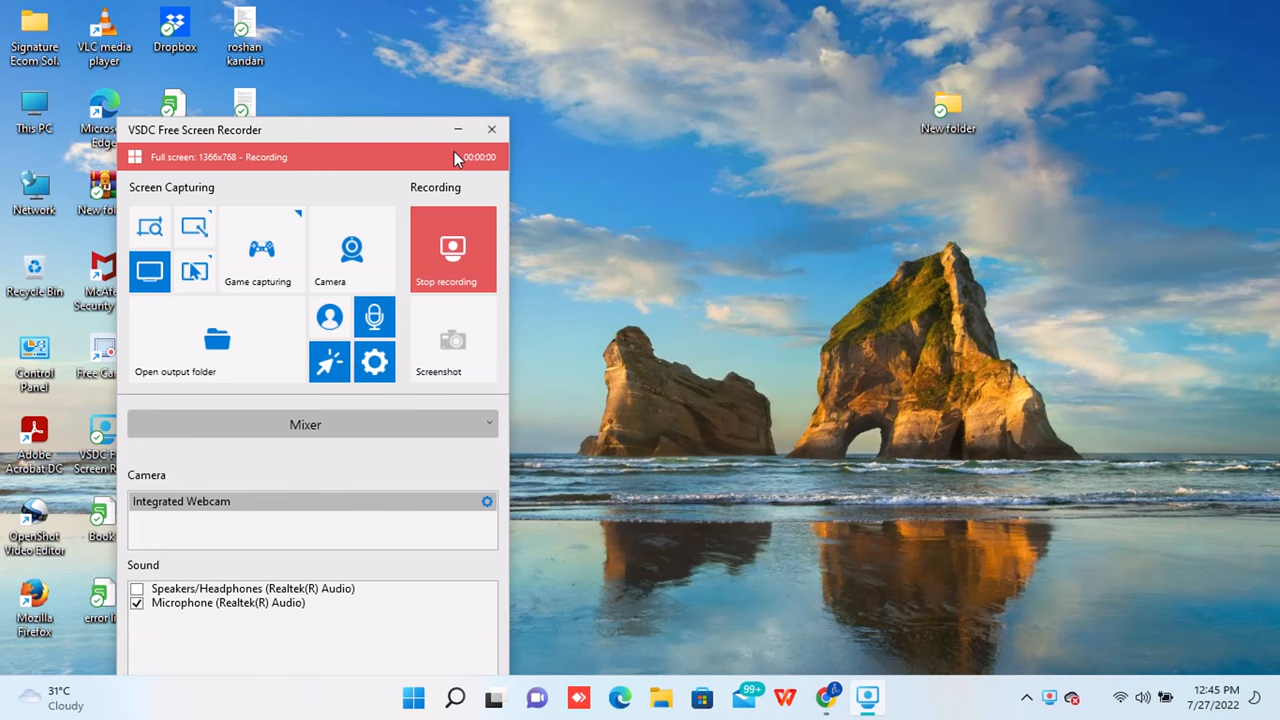 Signature
Ecom Sol.
VLC media
player
Dropbox
roshan
kandari
This PC
Micros
Edge
New folder
Network
New fol
Recycle Bin
McAfe
Security
Control
Panel
Free Ca
Adobe
Acrobat DC
VSDC F
Screen R
OpenShot
Video Editor
Book
Mozilla
Firefox
error li
VSDC Free Screen Recorder
Full screen: 1366x768 - Recording
00:00:00
Screen Capturing
Recording
Game capturing
Camera
Stop recording
Open output folder
Screenshot
Mixer
Camera
Integrated Webcam
Sound
Speakers/Headphones (Realtek(R) Audio)
Microphone (Realtek(R) Audio)
31°C
Cloudy
99+
12:45 PM
7/27/2022